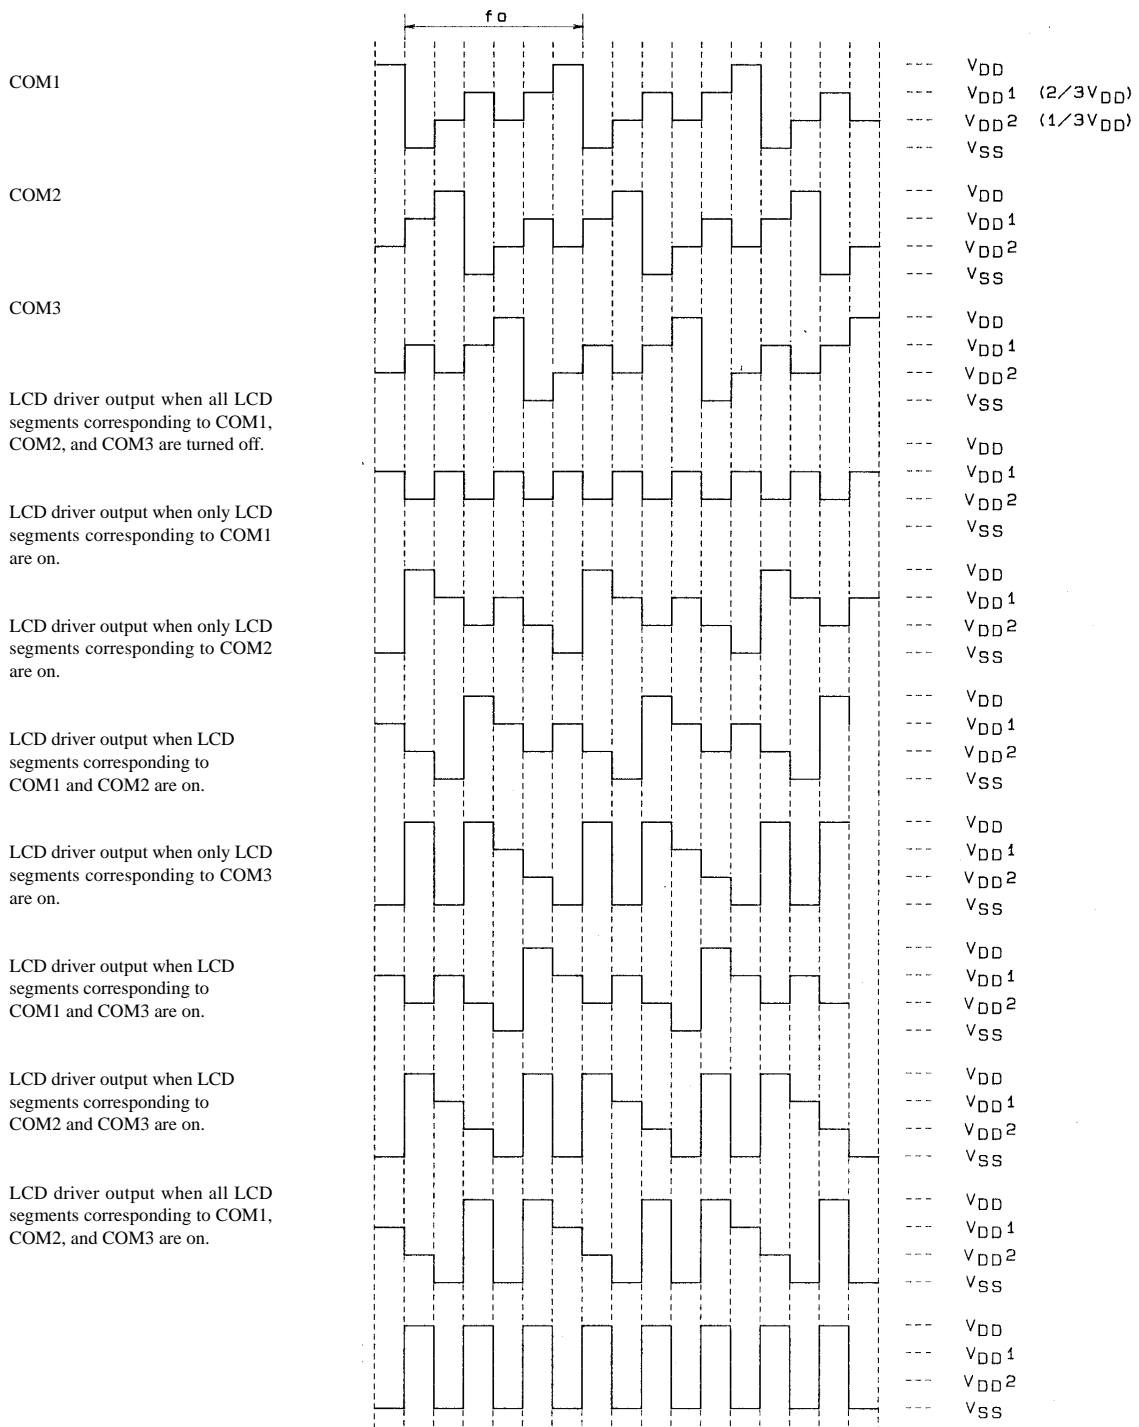 fo
COM1
VDD
VDD1 (2/3VDD)
VDD2 (1/3VDD)
VSS
COM2
VDD
VDD1
VDD2
VSS
COM3
VDD
VDD1
VDD2
VSS
LCD driver output when all LCD
segments corresponding to COM1,
COM2, and COM3 are turned off.
VDD
VDD1
VDD2
VSS
LCD driver output when only LCD
segments corresponding to COM1
are on.
VDD
VDD1
VDD2
VSS
LCD driver output when only LCD
segments corresponding to COM2
are on.
VDD
VDD1
VDD2
VSS
LCD driver output when LCD
segments corresponding to
COM1 and COM2 are on.
VDD
VDD1
VDD2
VSS
LCD driver output when only LCD
segments corresponding to COM3
are on.
VDD
VDD1
VDD2
VSS
LCD driver output when LCD
segments corresponding to
COM1 and COM3 are on.
VDD
VDD1
VDD2
VSS
LCD driver output when LCD
segments corresponding to
COM2 and COM3 are on.
VDD
VDD1
VDD2
VSS
LCD driver output when all LCD
segments corresponding to COM1,
COM2, and COM3 are on.
VDD
VDD1
VDD2
VSS